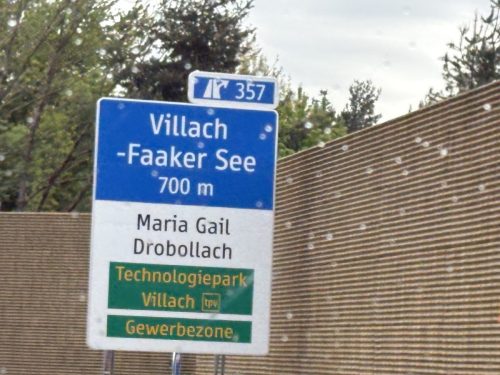 357
Villach
-Faaker See
700 m
Maria Gail
Drobollach
Technologiepark
Villach tpv
Gewerbezone